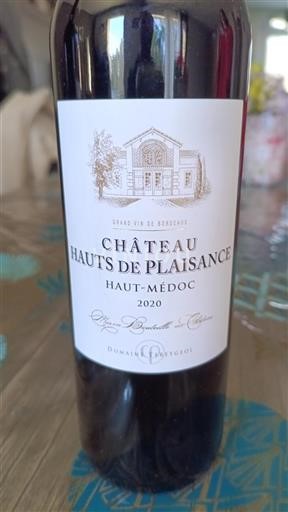 GRAND VIN DE BORDEAUX
CHÂTEAU
HAUTS DE PLAISANCE
HAUT-MÉDOC
2020
Mis en Bouteille au Château
DOMAINE